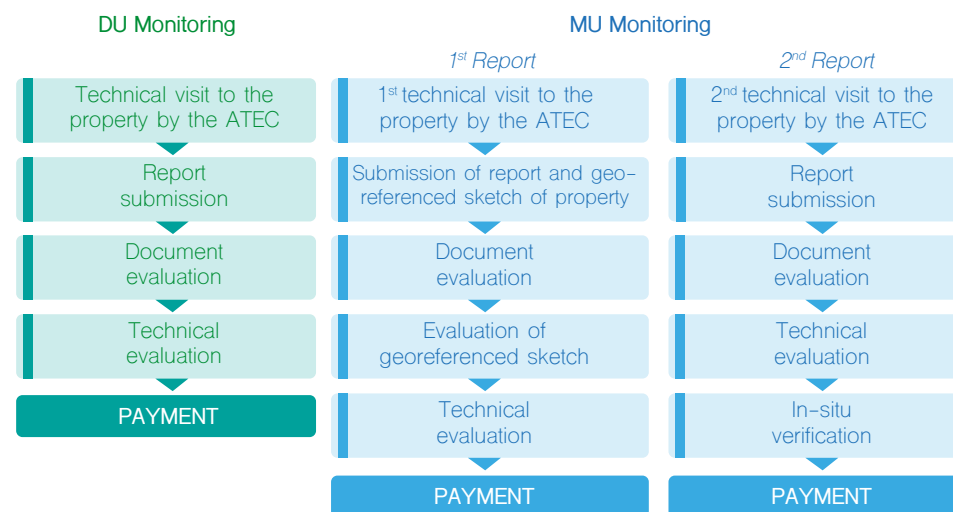 DU Monitoring
Technical visit to the
property by the ATEC
Report
submission
Document
evaluation
Technical
evaluation
PAYMENT
MU Monitoring
1st Report
1st technical visit to the
property by the ATEC
Submission of report and geo-
referenced sketch of property
Document
evaluation
Evaluation of
georeferenced sketch
Technical
evaluation
PAYMENT
2nd Report
2nd technical visit to the
property by the ATEC
Report
submission
Document
evaluation
Technical
evaluation
In-situ
verification
PAYMENT